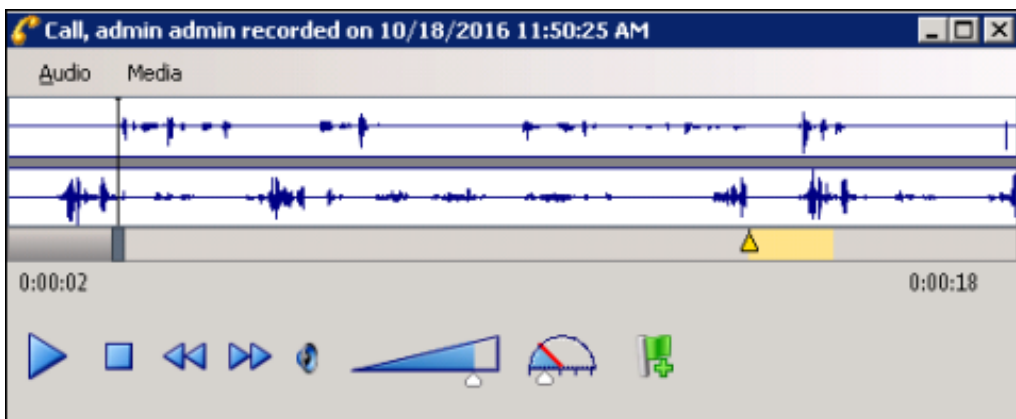 Call, admin admin recorded on 10/18/2016 11:50:25 AM
Audio Media
0:00:02 0:00:18